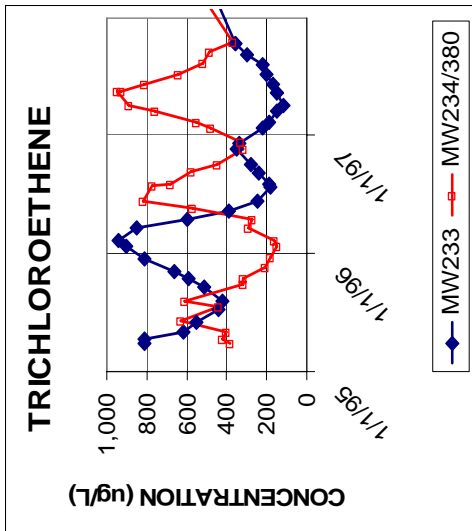 TRICHLOROETHENE
CONCENTRATION (ug/L)
1,000
800
600
400
200
0
1/1/95
1/1/96
1/1/97
MW233
MW234/380